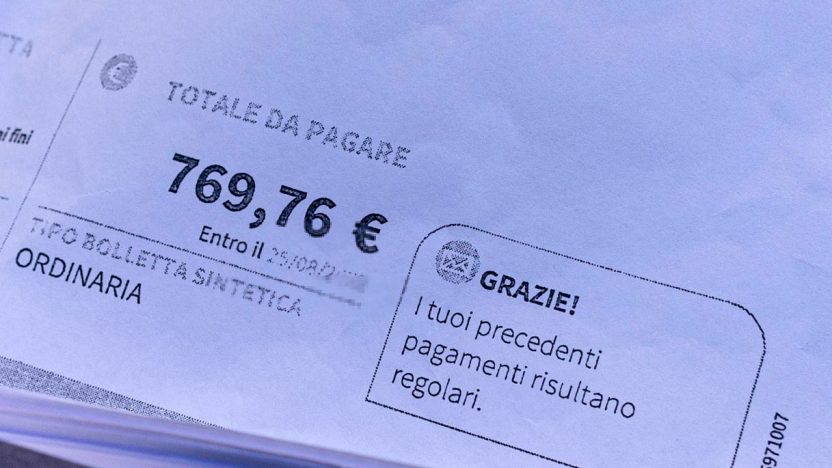 TTA
ni fini
TOTALE DA PAGARE
769,76 €
Entro il
TIPO BOLLETTA SINTETICA
ORDINARIA
GRAZIE!
I tuoi precedenti
pagamenti risultano
regolari.
971007